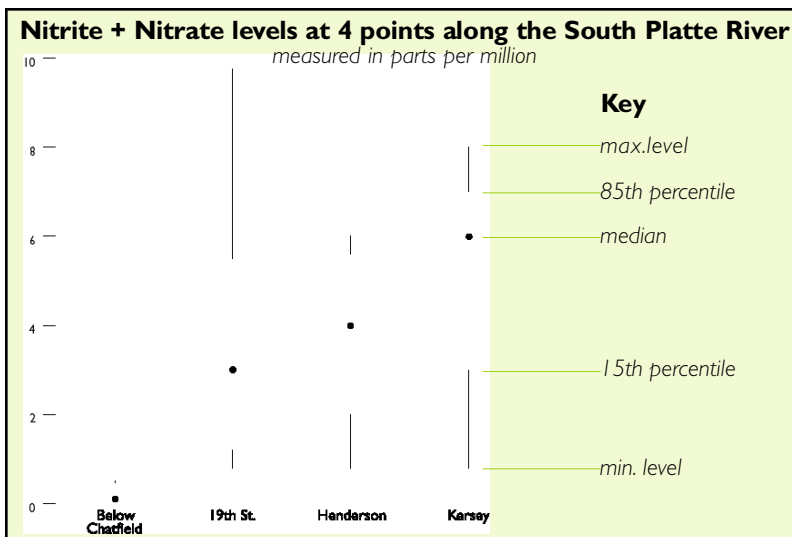 Nitrite + Nitrate levels at 4 points along the South Platte River
measured in parts per million
Key
10
8
6
4
2
0
max.level
85th percentile
median
15th percentile
min. level
Below
Chatfield
19th St.
Henderson
Kersey